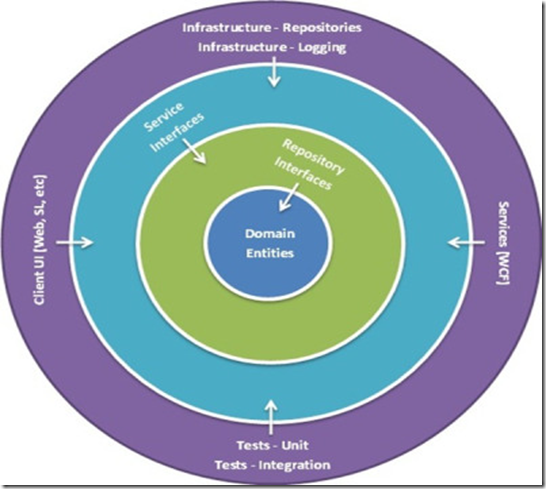 Infrastructure - Repositories
Infrastructure - Logging
Service
Interfaces
Repository
Interfaces
Client UI [Web, SL, etc]
Domain
Entities
Services [WCF]
Tests - Unit
Tests - Integration